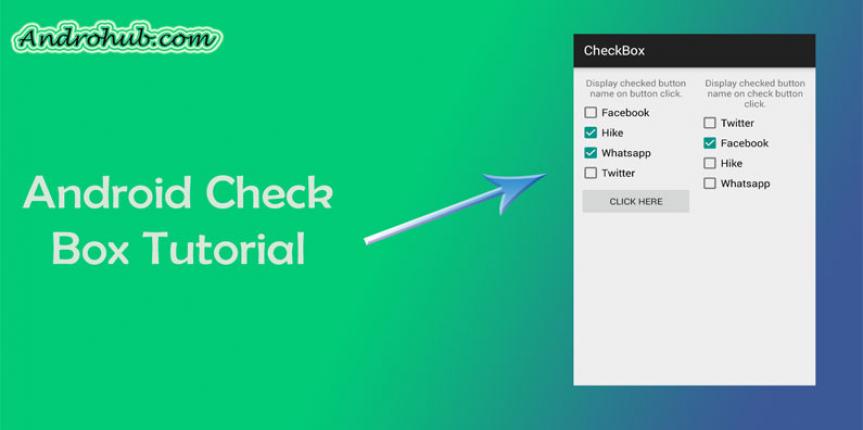 Androhub.com
Android Check
Box Tutorial
CheckBox
Display checked button
name on button click.
Facebook
Hike
Whatsapp
Twitter
CLICK HERE
Display checked button
name on check button
click.
Twitter
Facebook
Hike
Whatsapp